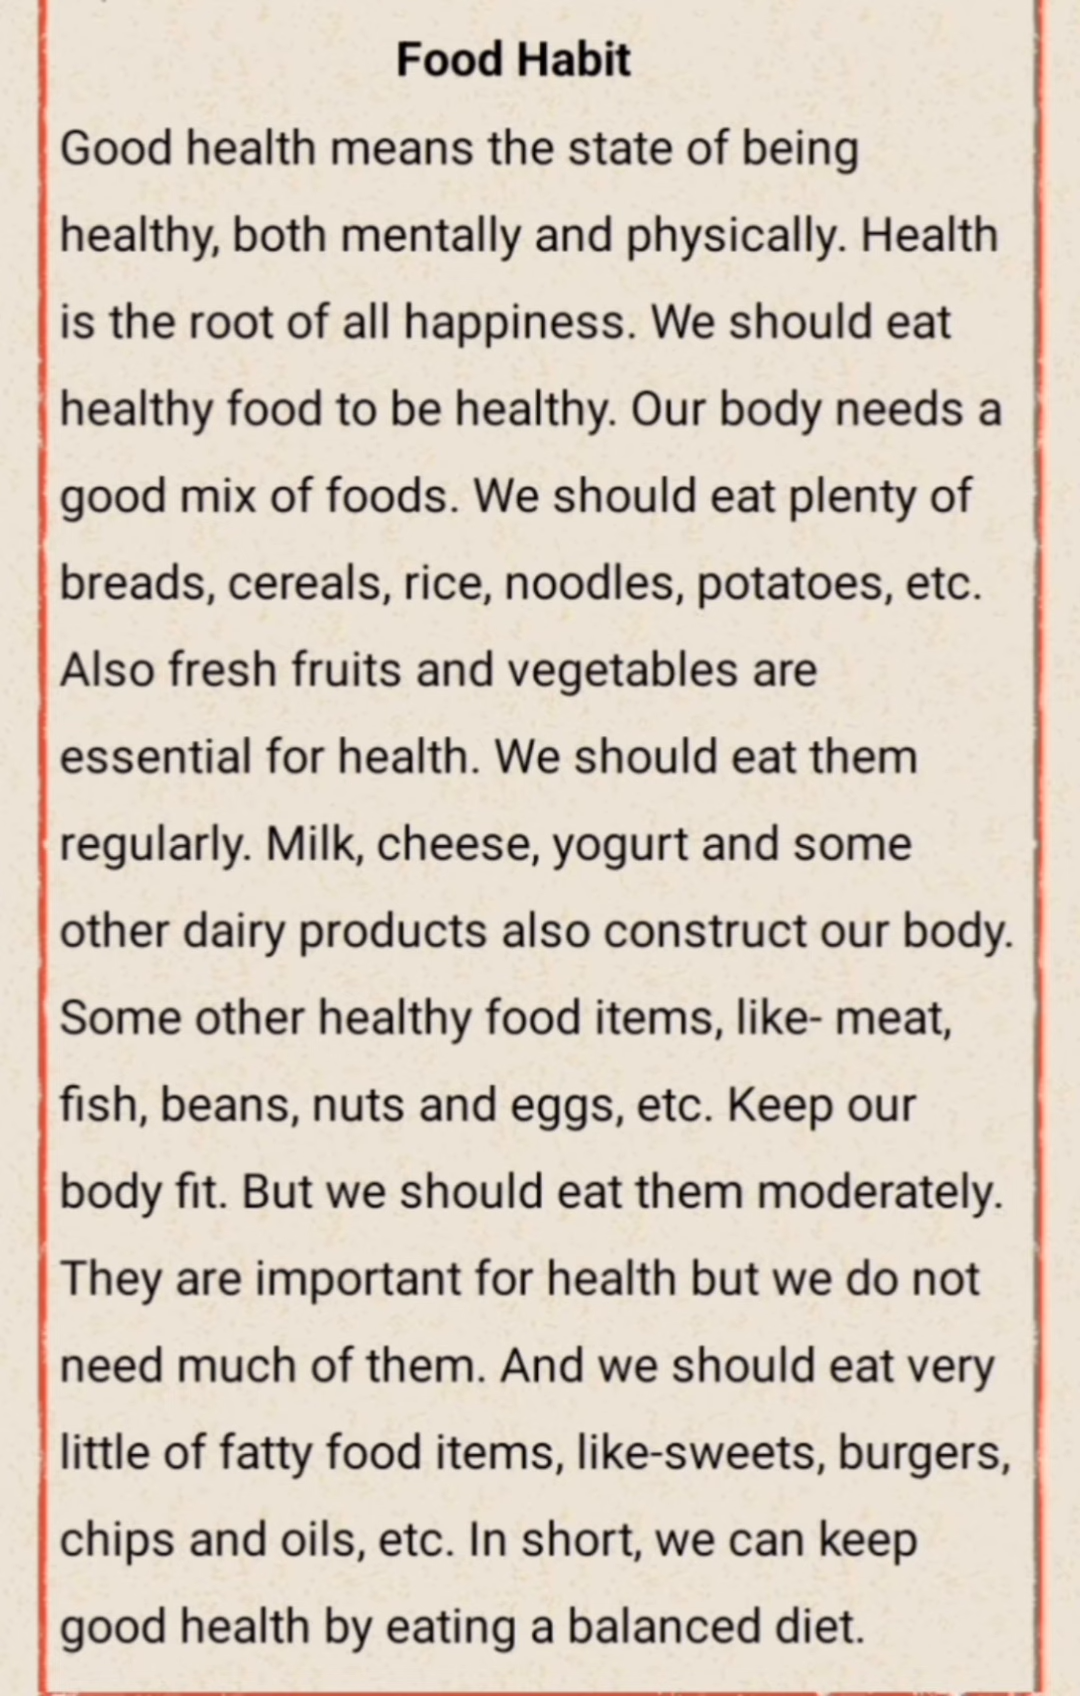 Food Habit
Good health means the state of being
healthy, both mentally and physically. Health
is the root of all happiness. We should eat
healthy food to be healthy. Our body needs a
good mix of foods. We should eat plenty of
breads, cereals, rice, noodles, potatoes, etc.
Also fresh fruits and vegetables are
essential for health. We should eat them
regularly. Milk, cheese, yogurt and some
other dairy products also construct our body.
Some other healthy food items, like- meat,
fish, beans, nuts and eggs, etc. Keep our
body fit. But we should eat them moderately.
They are important for health but we do not
need much of them. And we should eat very
little of fatty food items, like-sweets, burgers,
chips and oils, etc. In short, we can keep
good health by eating a balanced diet.